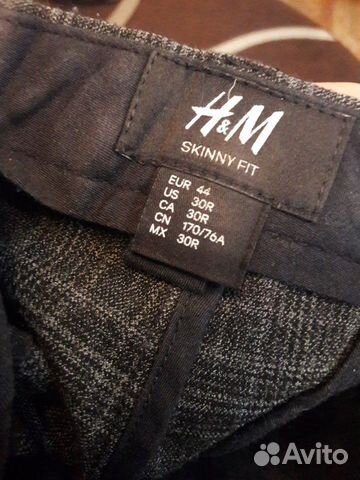 H&M
SKINNY FIT
EUR 44
US 30R
CA 30R
CN 170/76A
MX 30R
Avito